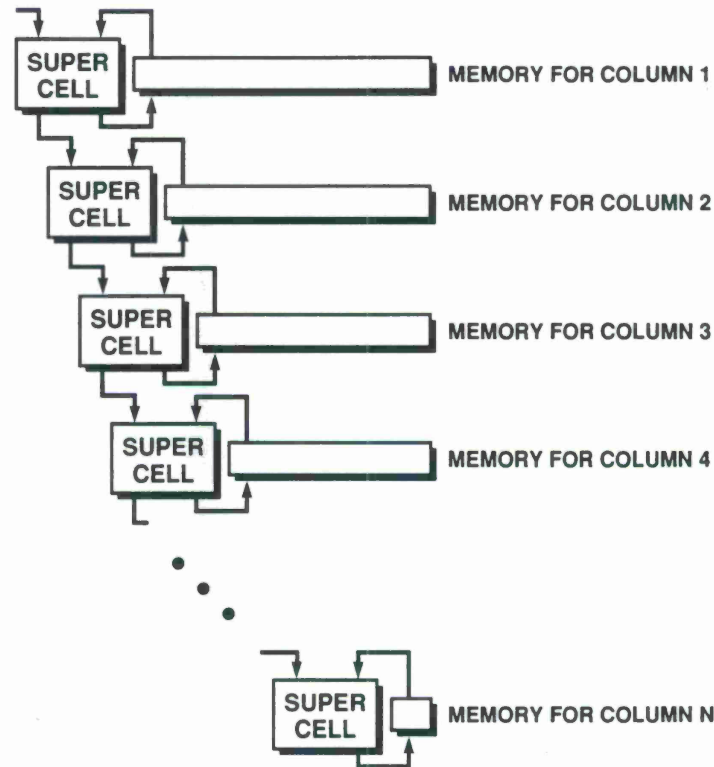 SUPER
CELL
MEMORY FOR COLUMN 1
SUPER
CELL
MEMORY FOR COLUMN 2
SUPER
CELL
MEMORY FOR COLUMN 3
SUPER
CELL
MEMORY FOR COLUMN 4
SUPER
CELL
MEMORY FOR COLUMN N